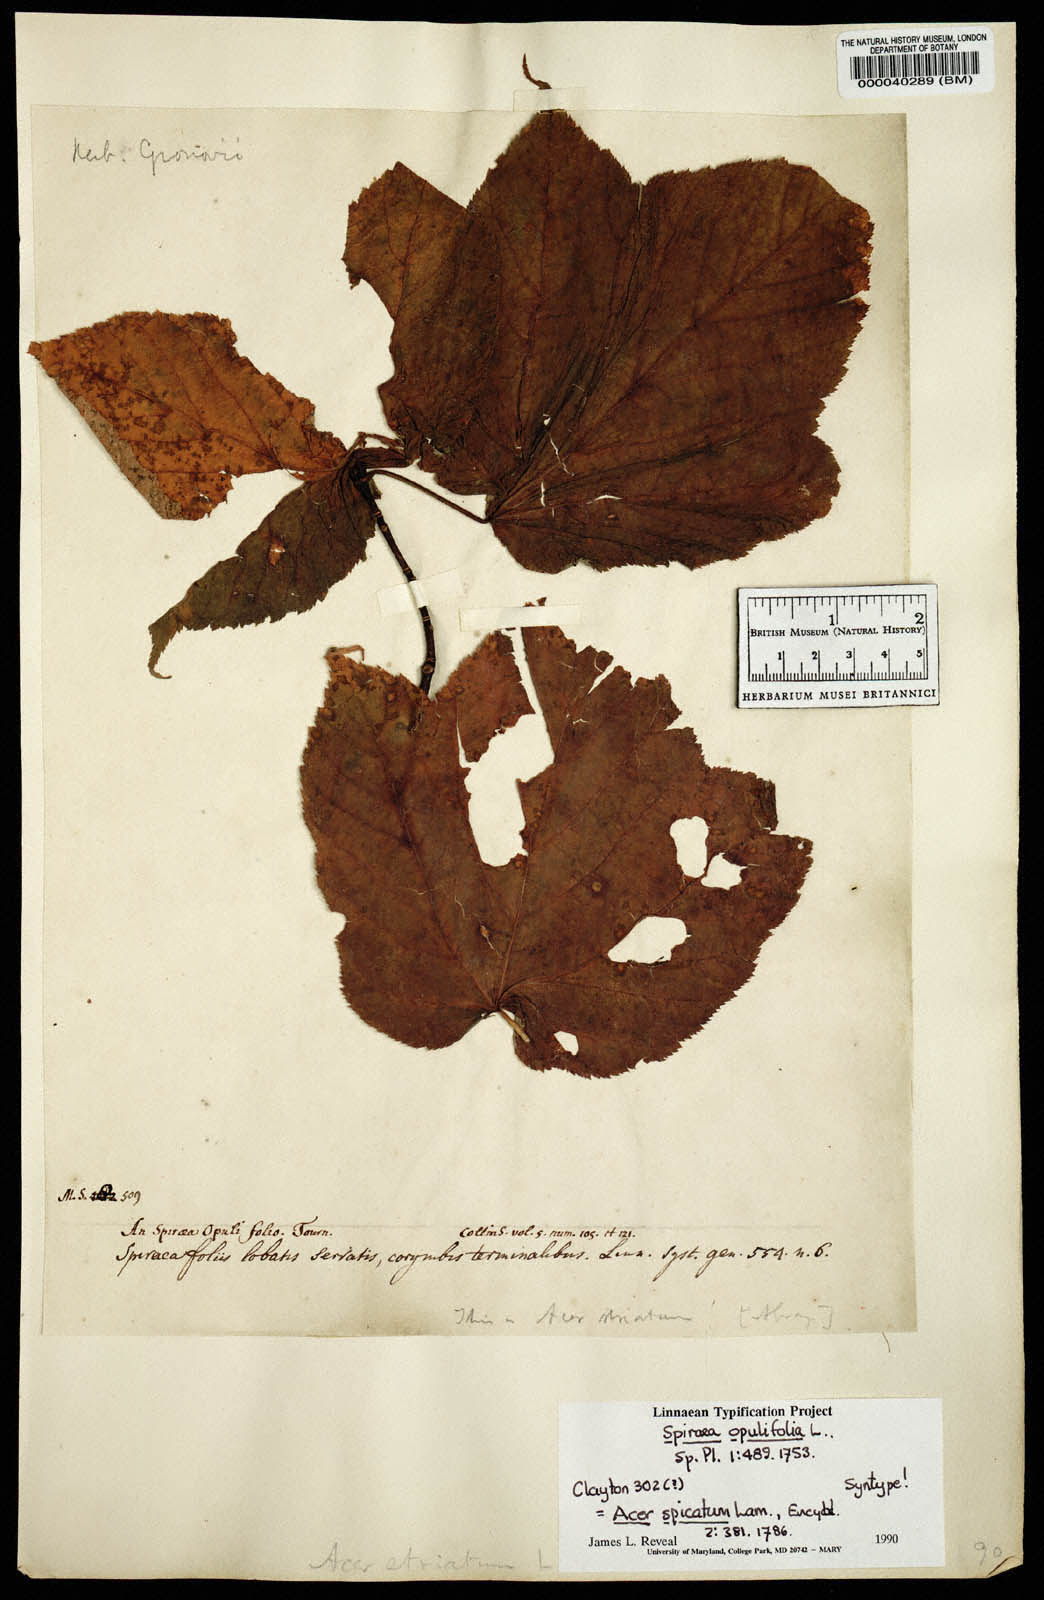 THE NATURAL HISTORY MUSEUM, LONDON
DEPARTMENT OF BOTANY
000040289 (BM)
Herb. Gronovii
1 2
BRITISH MUSEUM (NATURAL HISTORY)
1 2 3 4 5
HERBARIUM MUSEI BRITANNICI
M.S. 509
An Spiræa Opuli folio. Tourn. Collins. vol. 5. num. 105. et 121.
Spiræa foliis lobatis serratis, corymbis terminalibus. Linn. Syst. gen. 554. n. 6.
This is Acer striatum!
Linnaean Typification Project
Spiraea opulifolia L.,
Sp. Pl. 1:489. 1753.
Clayton 302(?) Syntype!
= Acer spicatum Lam., Encycl.
2: 381. 1786.
James L. Reveal 1990
University of Maryland, College Park, MD 20742 – MARY
Acer striatum L
90